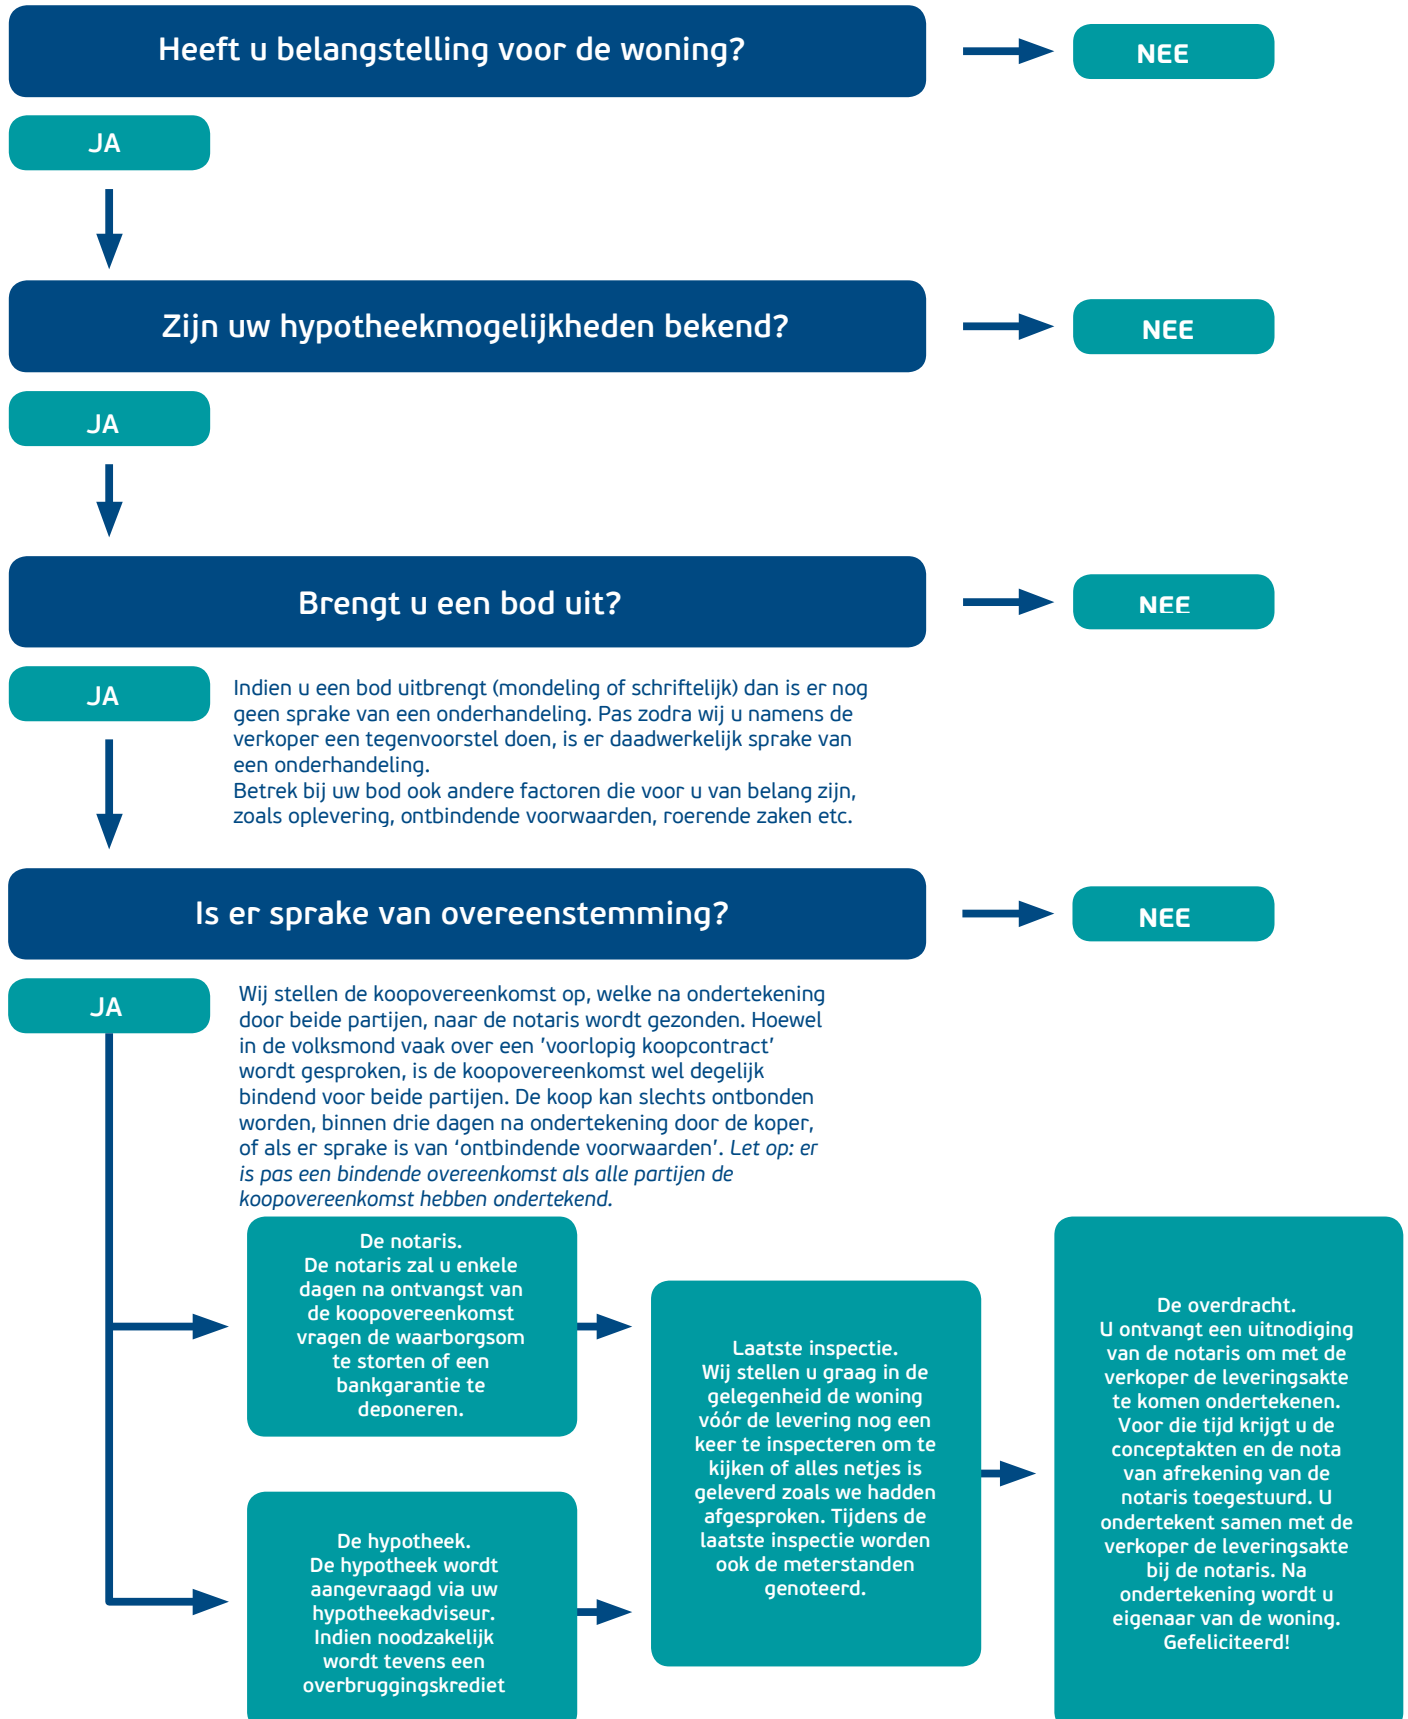 Heeft u belangstelling voor de woning?
NEE
JA
Zijn uw hypotheekmogelijkheden bekend?
NEE
JA
Brengt u een bod uit?
NEE
JA
Indien u een bod uitbrengt (mondeling of schriftelijk) dan is er nog
geen sprake van een onderhandeling. Pas zodra wij u namens de
verkoper een tegenvoorstel doen, is er daadwerkelijk sprake van
een onderhandeling.
Betrek bij uw bod ook andere factoren die voor u van belang zijn,
zoals oplevering, ontbindende voorwaarden, roerende zaken etc.
Is er sprake van overeenstemming?
NEE
JA
Wij stellen de koopovereenkomst op, welke na ondertekening
door beide partijen, naar de notaris wordt gezonden. Hoewel
in de volksmond vaak over een 'voorlopig koopcontract'
wordt gesproken, is de koopovereenkomst wel degelijk
bindend voor beide partijen. De koop kan slechts ontbonden
worden, binnen drie dagen na ondertekening door de koper,
of als er sprake is van ‘ontbindende voorwaarden’. Let op: er
is pas een bindende overeenkomst als alle partijen de
koopovereenkomst hebben ondertekend.
De notaris.
De notaris zal u enkele
dagen na ontvangst van
de koopovereenkomst
vragen de waarborgsom
te storten of een
bankgarantie te
deponeren.
De hypotheek.
De hypotheek wordt
aangevraagd via uw
hypotheekadviseur.
Indien noodzakelijk
wordt tevens een
overbruggingskrediet
Laatste inspectie.
Wij stellen u graag in de
gelegenheid de woning
vóór de levering nog een
keer te inspecteren om te
kijken of alles netjes is
geleverd zoals we hadden
afgesproken. Tijdens de
laatste inspectie worden
ook de meterstanden
genoteerd.
De overdracht.
U ontvangt een uitnodiging
van de notaris om met de
verkoper de leveringsakte
te komen ondertekenen.
Voor die tijd krijgt u de
conceptakten en de nota
van afrekening van de
notaris toegestuurd. U
ondertekent samen met de
verkoper de leveringsakte
bij de notaris. Na
ondertekening wordt u
eigenaar van de woning.
Gefeliciteerd!